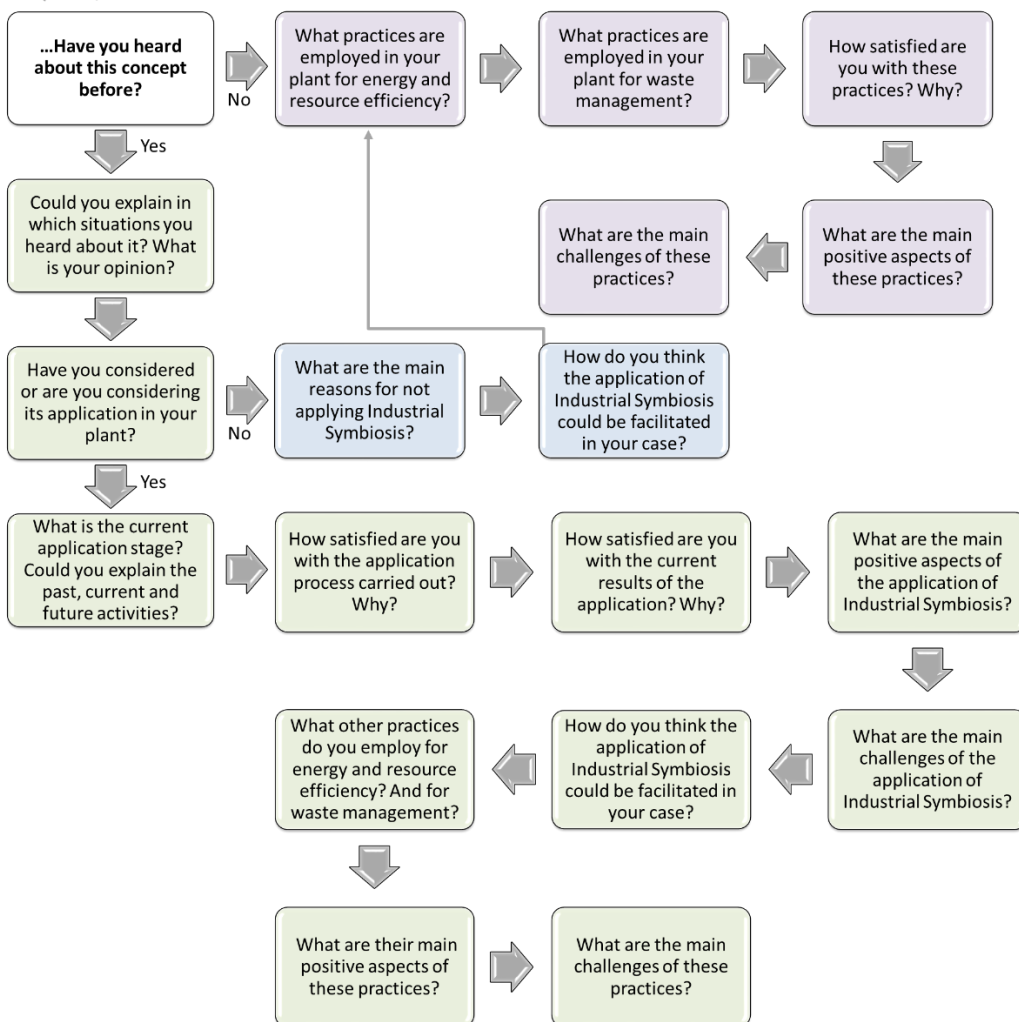 ...Have you heard
about this concept
before?
No
What practices are
employed in your
plant for energy and
resource efficiency?
What practices are
employed in your
plant for waste
management?
How satisfied are
you with these
practices? Why?
Yes
Could you explain in
which situations you
heard about it? What
is your opinion?
What are the main
challenges of these
practices?
What are the main
positive aspects of
these practices?
Have you considered
or are you considering
its application in your
plant?
No
What are the main
reasons for not
applying Industrial
Symbiosis?
How do you think
the application of
Industrial Symbiosis
could be facilitated
in your case?
Yes
What is the current
application stage?
Could you explain the
past, current and
future activities?
How satisfied are you
with the application
process carried out?
Why?
How satisfied are you
with the current
results of the
application? Why?
What are the main
positive aspects of
the application of
Industrial Symbiosis?
What other practices
do you employ for
energy and resource
efficiency? And for
waste management?
How do you think the
application of
Industrial Symbiosis
could be facilitated in
your case?
What are the main
challenges of the
application of
Industrial Symbiosis?
What are their main
positive aspects of
these practices?
What are the main
challenges of these
practices?